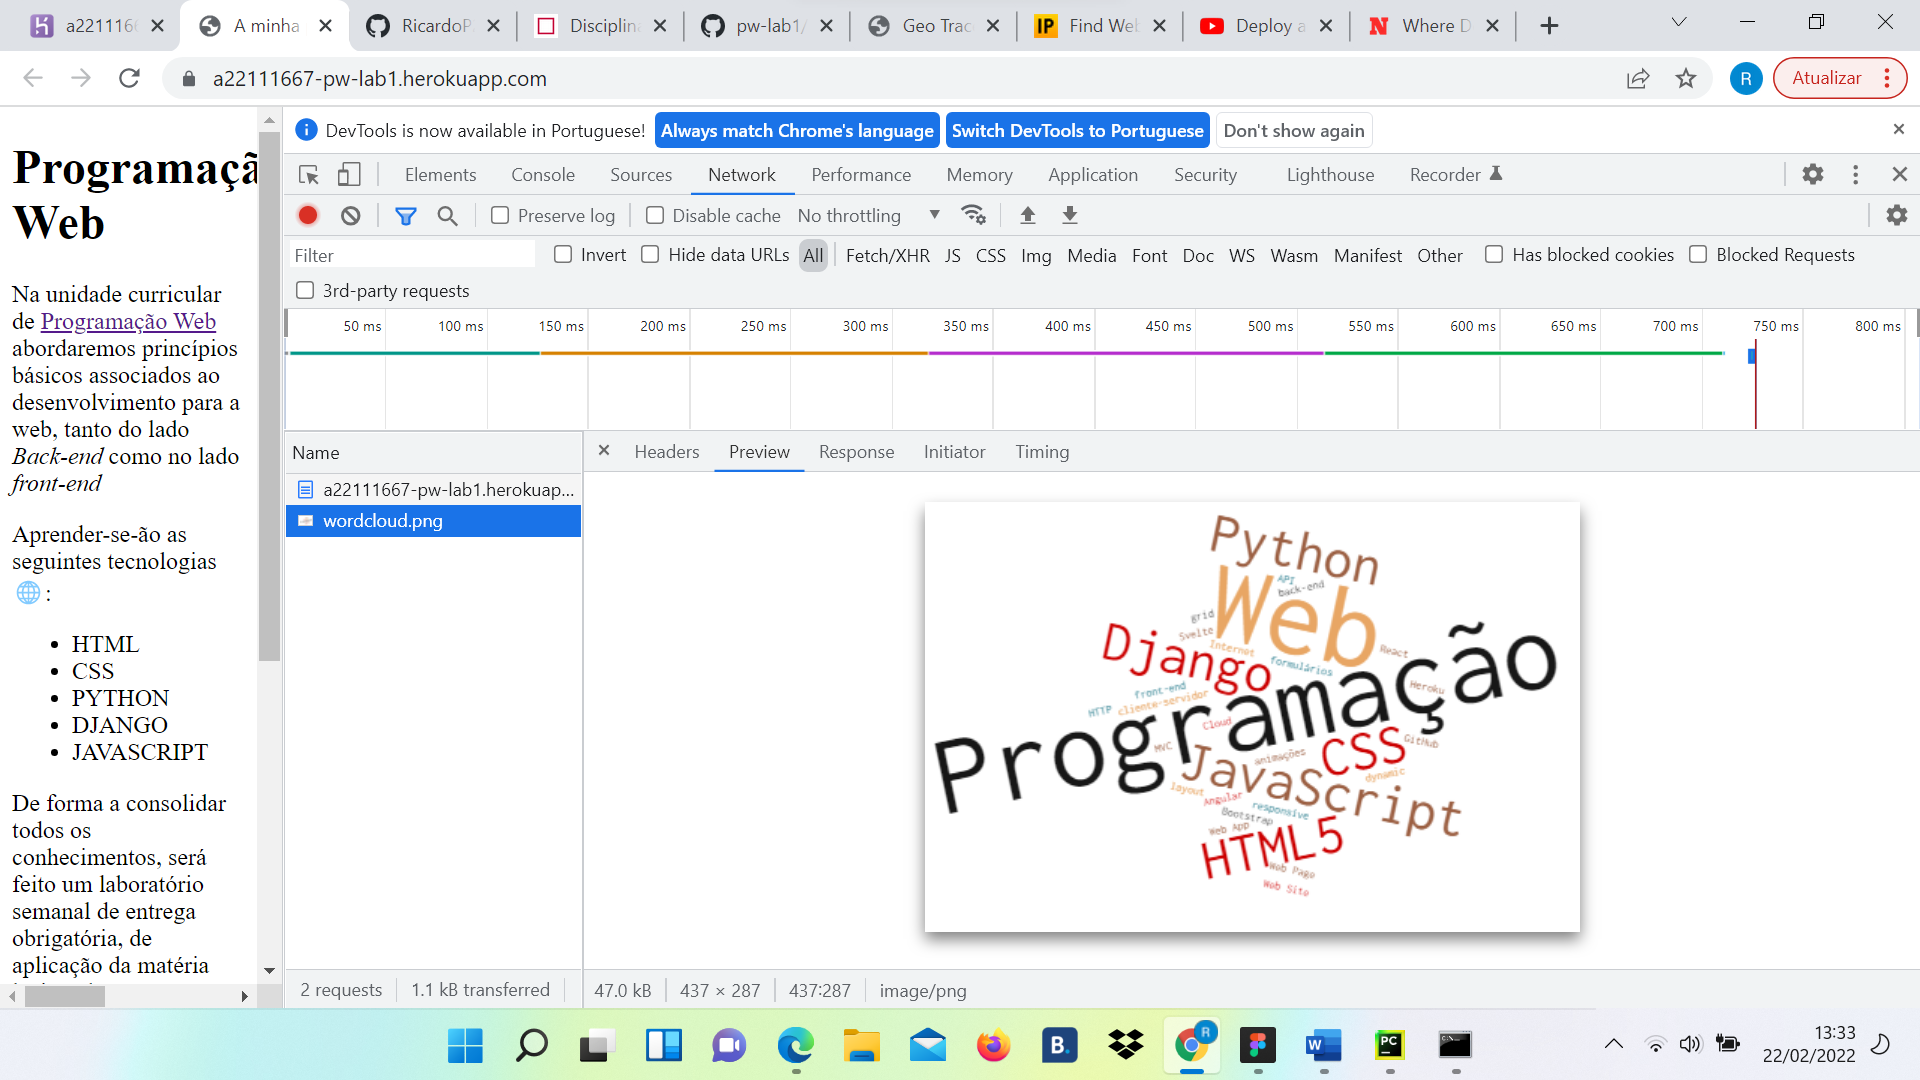 a2211166
A minha
RicardoP
Disciplina
pw-lab1/
Geo Trac
Find Web
Deploy a
Where D
a22111667-pw-lab1.herokuapp.com
R
Atualizar
Programaçã
Web
Na unidade curricular
de Programação Web
abordaremos princípios
básicos associados ao
desenvolvimento para a
web, tanto do lado
Back-end como no lado
front-end
Aprender-se-ão as
seguintes tecnologias
:
• HTML
• CSS
• PYTHON
• DJANGO
• JAVASCRIPT
De forma a consolidar
todos os
conhecimentos, será
feito um laboratório
semanal de entrega
obrigatória, de
aplicação da matéria
DevTools is now available in Portuguese!
Always match Chrome's language
Switch DevTools to Portuguese
Don't show again
Elements
Console
Sources
Network
Performance
Memory
Application
Security
Lighthouse
Recorder
Preserve log
Disable cache
No throttling
Filter
Invert
Hide data URLs
All
Fetch/XHR
JS
CSS
Img
Media
Font
Doc
WS
Wasm
Manifest
Other
Has blocked cookies
Blocked Requests
3rd-party requests
50 ms
100 ms
150 ms
200 ms
250 ms
300 ms
350 ms
400 ms
450 ms
500 ms
550 ms
600 ms
650 ms
700 ms
750 ms
800 ms
Name
a22111667-pw-lab1.herokuap...
wordcloud.png
Headers
Preview
Response
Initiator
Timing
Python
API
back-end
Web
grid
Svelte
Internet
Django
formulários
React
Heroku
Programação
front-end
HTTP
cliente-servidor
Cloud
MVC
CSS
GitHub
animações
JavaScript
dynamic
layout
Angular
responsive
Bootstrap
Web App
HTML5
Web Page
Web Site
2 requests
1.1 kB transferred
47.0 kB
437 × 287
437:287
image/png
IP
B.
R
W
PC
13:33
22/02/2022